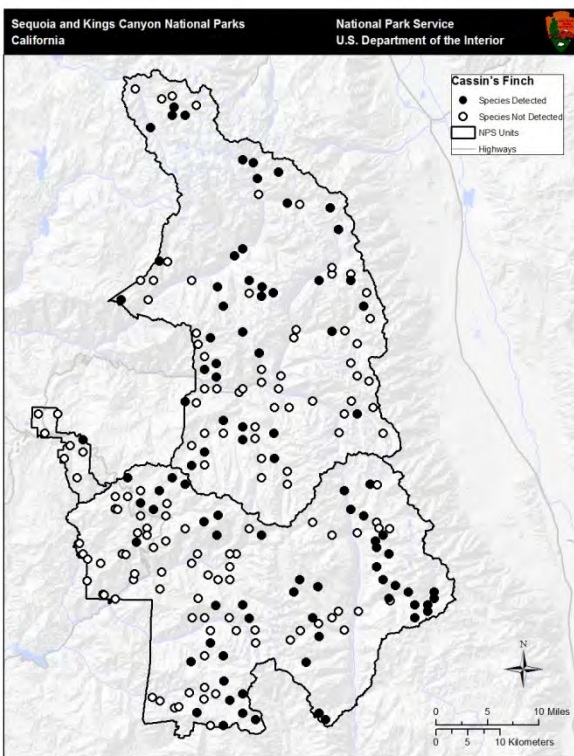 Sequoia and Kings Canyon National Parks
California
National Park Service
U.S. Department of the Interior
Cassin's Finch
Species Detected
Species Not Detected
NPS Units
Highways
N
0 5 10 Miles
0 5 10 Kilometers